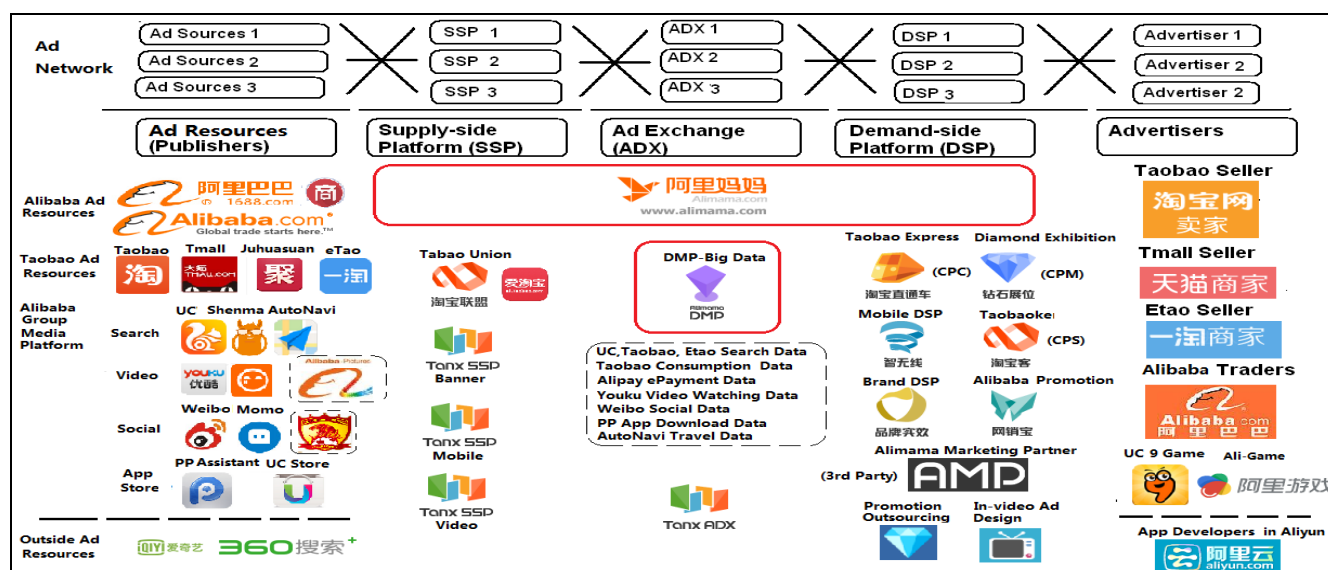 Ad
Network
Ad Sources 1
Ad Sources 2
Ad Sources 3
SSP 1
SSP 2
SSP 3
ADX 1
ADX 2
ADX 3
DSP 1
DSP 2
DSP 3
Advertiser 1
Advertiser 2
Advertiser 2
Ad Resources
(Publishers)
Supply-side
Platform (SSP)
Ad Exchange
(ADX)
Demand-side
Platform (DSP)
Advertisers
Alibaba Ad
Resources
阿里巴巴
1688.com
商
Alibaba.com®
Global trade starts here.™
阿里妈妈
Alimama.com
www.alimama.com
Taobao Seller
淘宝网
卖家
Taobao Ad
Resources
Taobao
Tmall
Juhuasuan
eTao
淘
TMALL.COM
聚
一淘
Tabao Union
淘宝联盟
爱淘宝
DMP-Big Data
Alimama
DMP
Taobao Express
(CPC)
淘宝直通车
Diamond Exhibition
(CPM)
钻石展位
Tmall Seller
天猫商家
Alibaba
Group
Media
Platform
Search
UC
Shenma
AutoNavi
Video
YOUKU
优酷
Alibaba Pictures
Social
Weibo
Momo
App
Store
PP Assistant
UC Store
Tanx SSP
Banner
Tanx SSP
Mobile
Tanx SSP
Video
UC,Taobao, Etao Search Data
Taobao Consumption Data
Alipay ePayment Data
Youku Video Watching Data
Weibo Social Data
PP App Download Data
AutoNavi Travel Data
Tanx ADX
Mobile DSP
智无线
Taobaoke
(CPS)
淘宝客
Brand DSP
品牌宾效
Alibaba Promotion
网销宝
Alimama Marketing Partner
(3rd Party)
AMD
Promotion
Outsourcing
In-video Ad
Design
Etao Seller
一淘商家
Alibaba Traders
Alibaba.com
阿里巴巴
UC 9 Game
Ali-Game
阿里游戏
App Developers in Aliyun
阿里云
aliyun.com
Outside Ad
Resources
QIY 爱奇艺
360搜索+